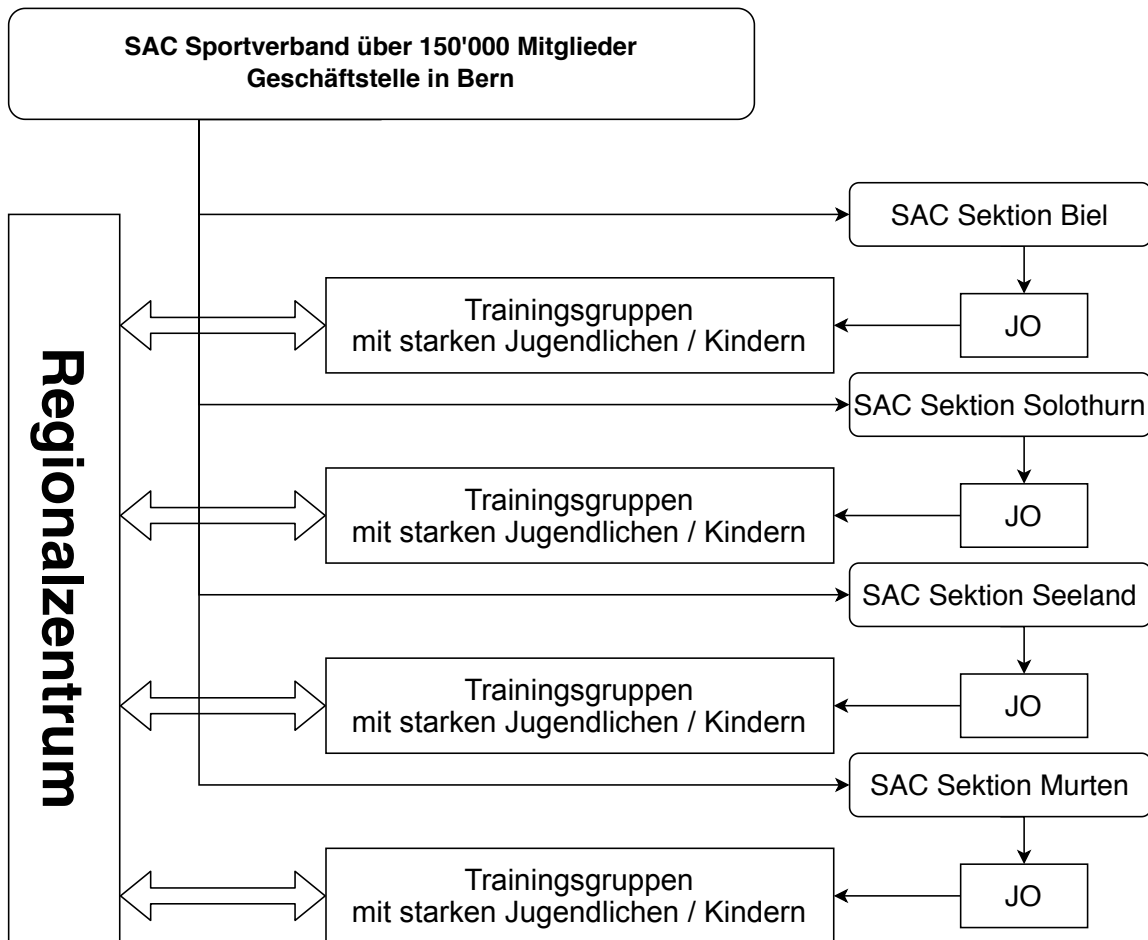 SAC Sportverband über 150'000 Mitglieder
Geschäftstelle in Bern
SAC Sektion Biel
Trainingsgruppen
mit starken Jugendlichen / Kindern
JO
SAC Sektion Solothurn
Trainingsgruppen
mit starken Jugendlichen / Kindern
JO
SAC Sektion Seeland
Trainingsgruppen
mit starken Jugendlichen / Kindern
JO
SAC Sektion Murten
Trainingsgruppen
mit starken Jugendlichen / Kindern
JO
Regionalzentrum